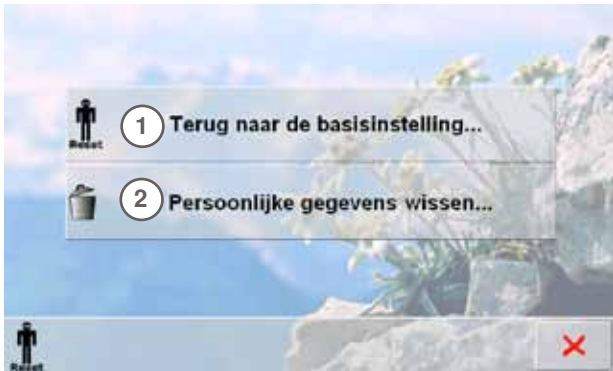 Reset
1 Terug naar de basisinstelling...
2 Persoonlijke gegevens wissen...
Reset